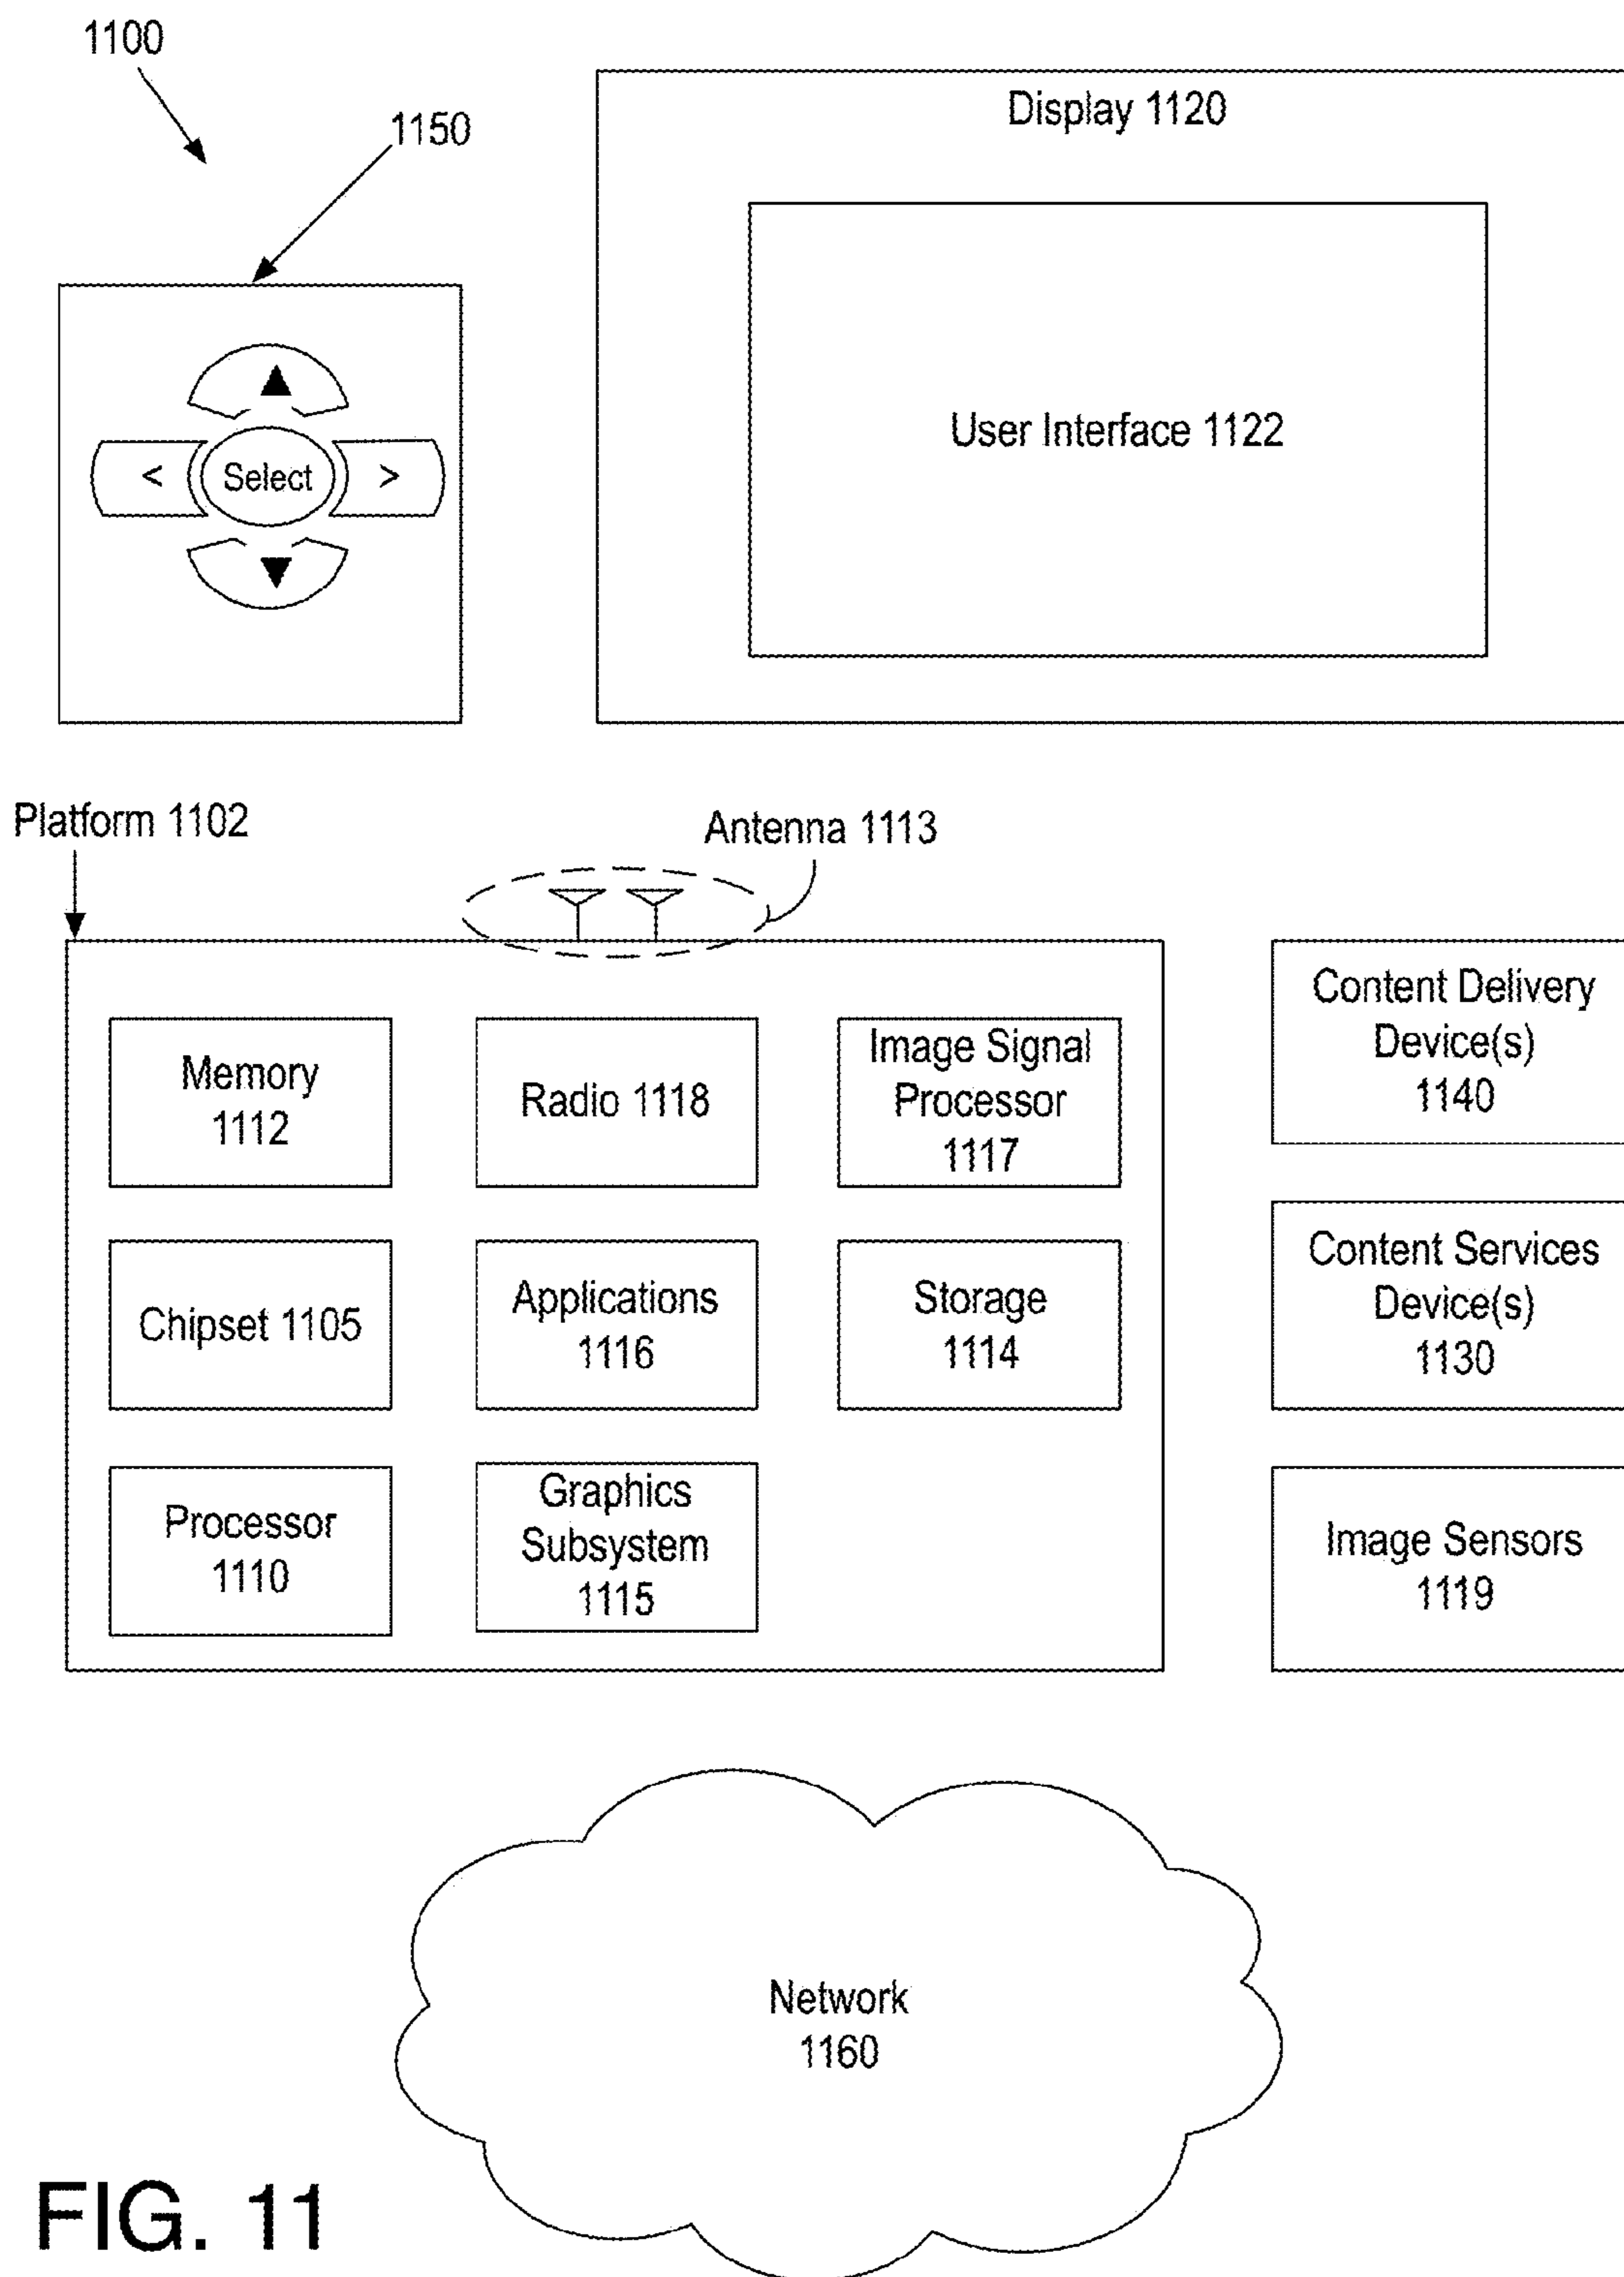 1100
1150
Display 1120
User Interface 1122
<
Select
>
Platform 1102
Antenna 1113
Memory
1112
Radio 1118
Image Signal
Processor
1117
Chipset 1105
Applications
1116
Storage
1114
Processor
1110
Graphics
Subsystem
1115
Content Delivery
Device(s)
1140
Content Services
Device(s)
1130
Image Sensors
1119
Network
1160
FIG. 11